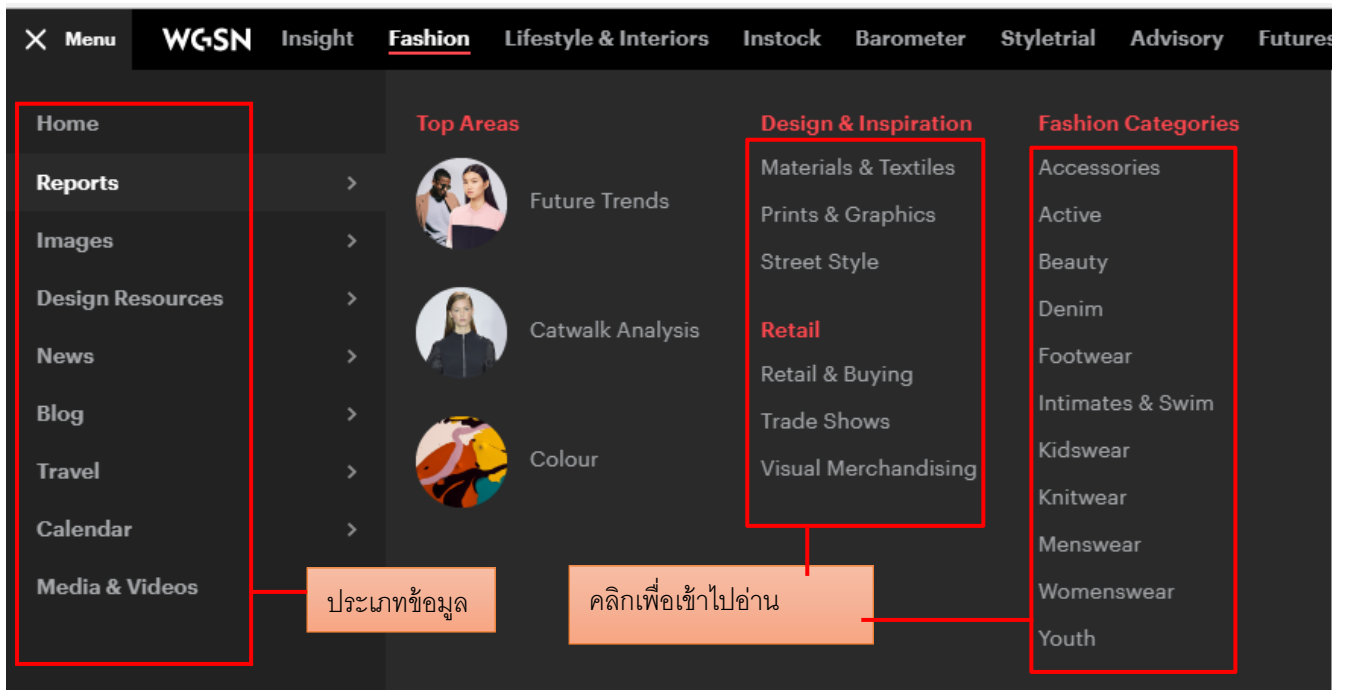 Menu
WGSN
Insight
Fashion
Lifestyle & Interiors
Instock
Barometer
Styletrial
Advisory
Futures
Home
Reports
Images
Design Resources
News
Blog
Travel
Calendar
Media & Videos
Top Areas
Future Trends
Catwalk Analysis
Colour
Design & Inspiration
Materials & Textiles
Prints & Graphics
Street Style
Retail
Retail & Buying
Trade Shows
Visual Merchandising
Fashion Categories
Accessories
Active
Beauty
Denim
Footwear
Intimates & Swim
Kidswear
Knitwear
Menswear
Womenswear
Youth
ประเภทข้อมูล
คลิกเพื่อเข้าไปอ่าน